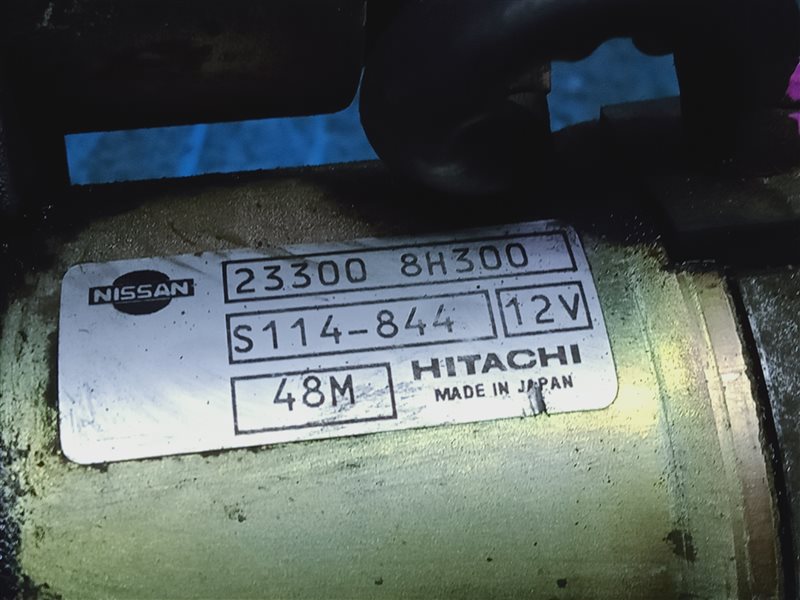 NISSAN
23300 8H300
S114-844
12V
48M
HITACHI
MADE IN JAPAN